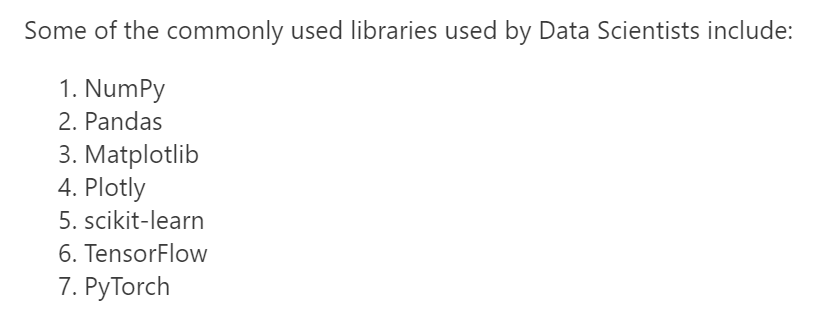 Some of the commonly used libraries used by Data Scientists include:
1. NumPy
2. Pandas
3. Matplotlib
4. Plotly
5. scikit-learn
6. TensorFlow
7. PyTorch